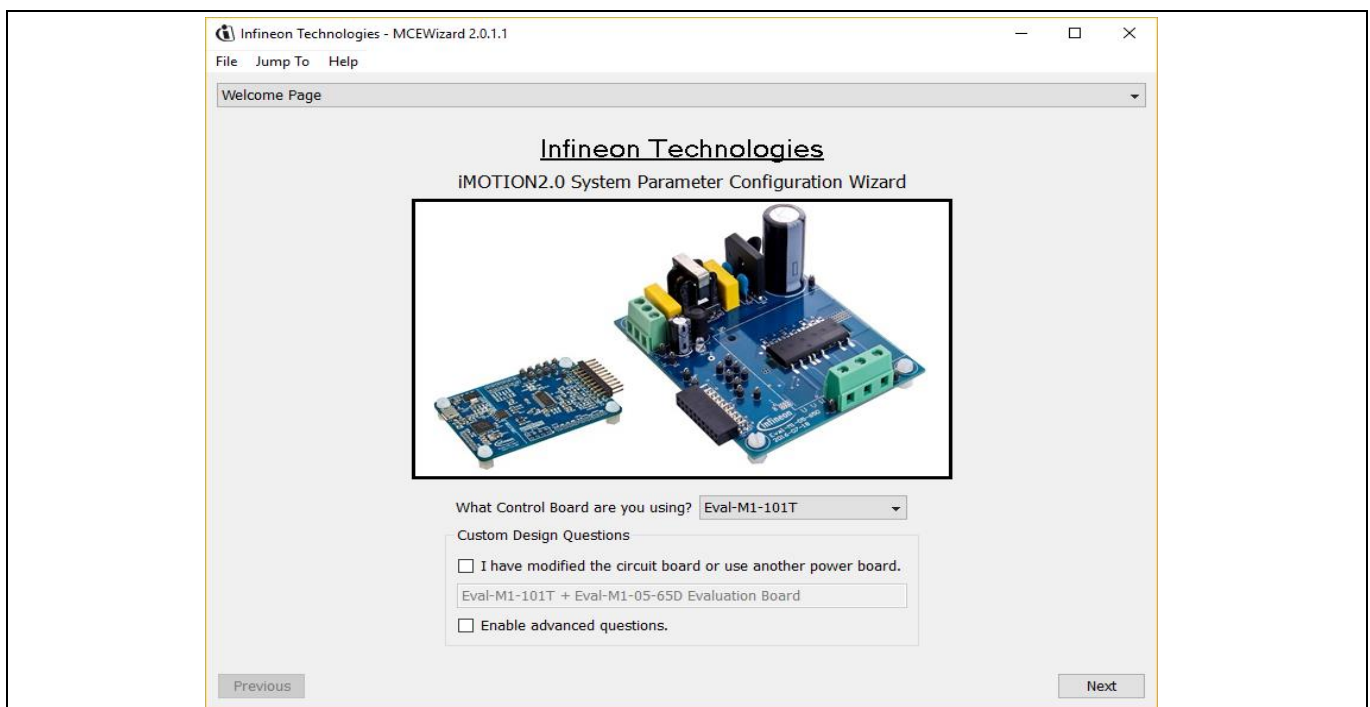 Infineon Technologies - MCEWizard 2.0.1.1
File Jump To Help
Welcome Page
Infineon Technologies
iMOTION2.0 System Parameter Configuration Wizard
What Control Board are you using? Eval-M1-101T
Custom Design Questions
I have modified the circuit board or use another power board.
Eval-M1-101T + Eval-M1-05-65D Evaluation Board
Enable advanced questions.
Previous Next